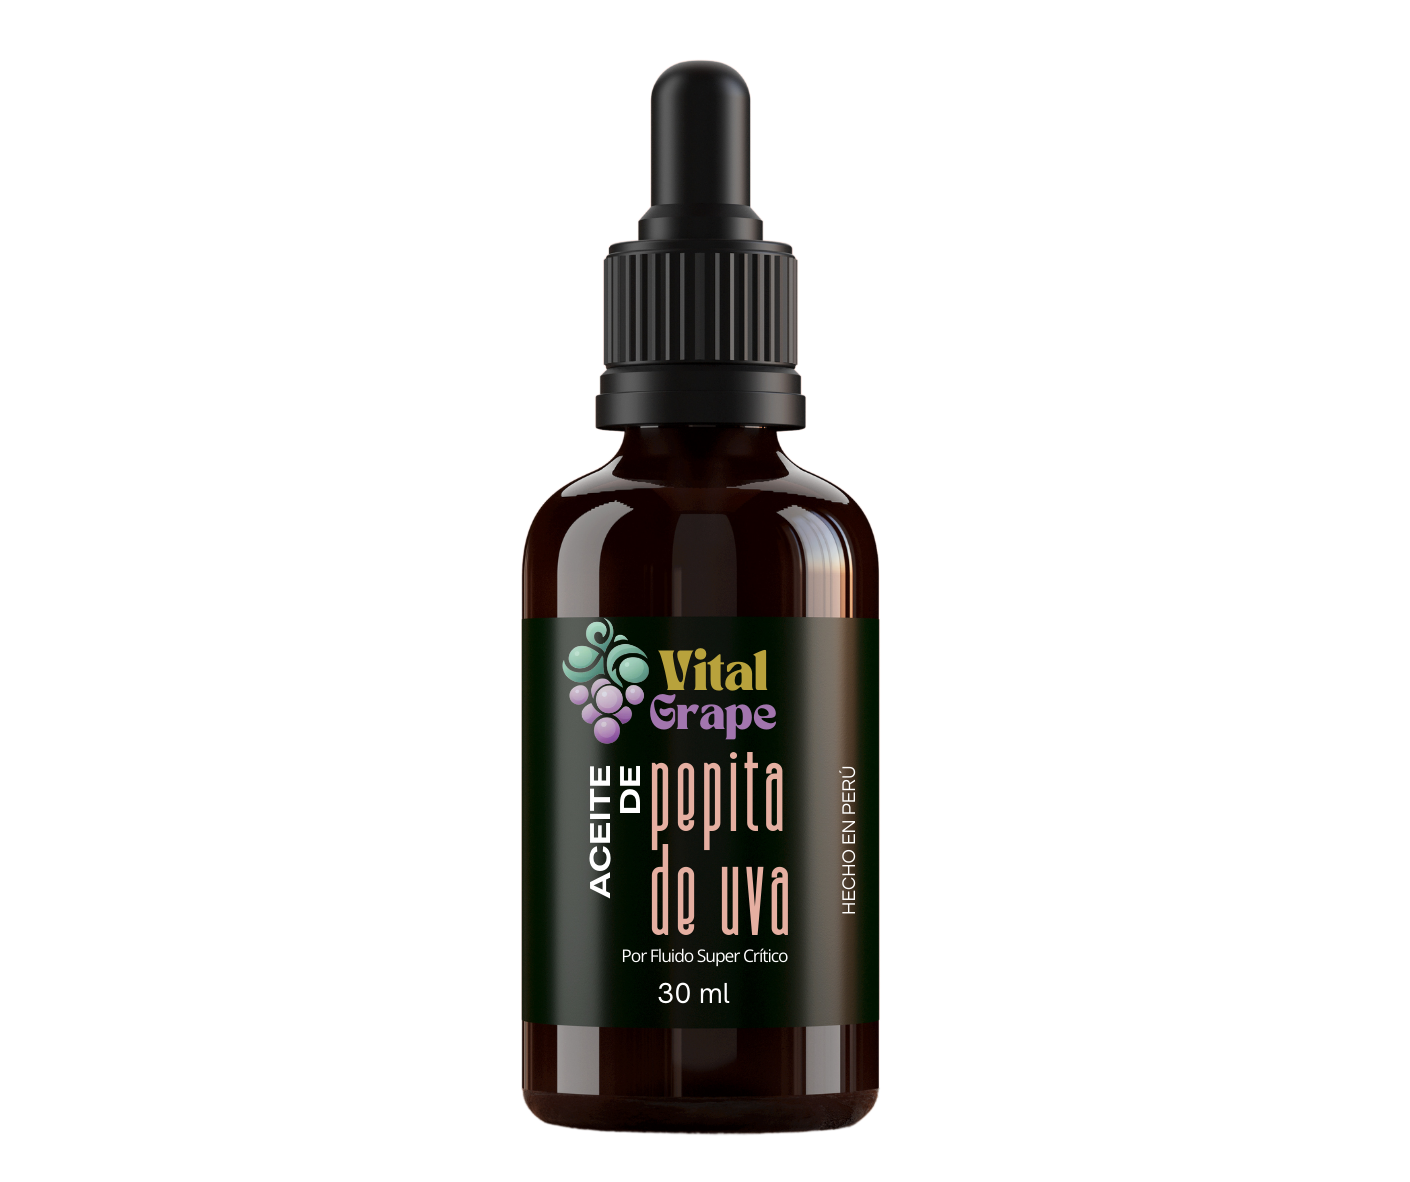 Vital
Grape
ACEITE
DE
pepita
de uva
Por Fluido Super Crítico
30 ml
HECHO EN PERÚ